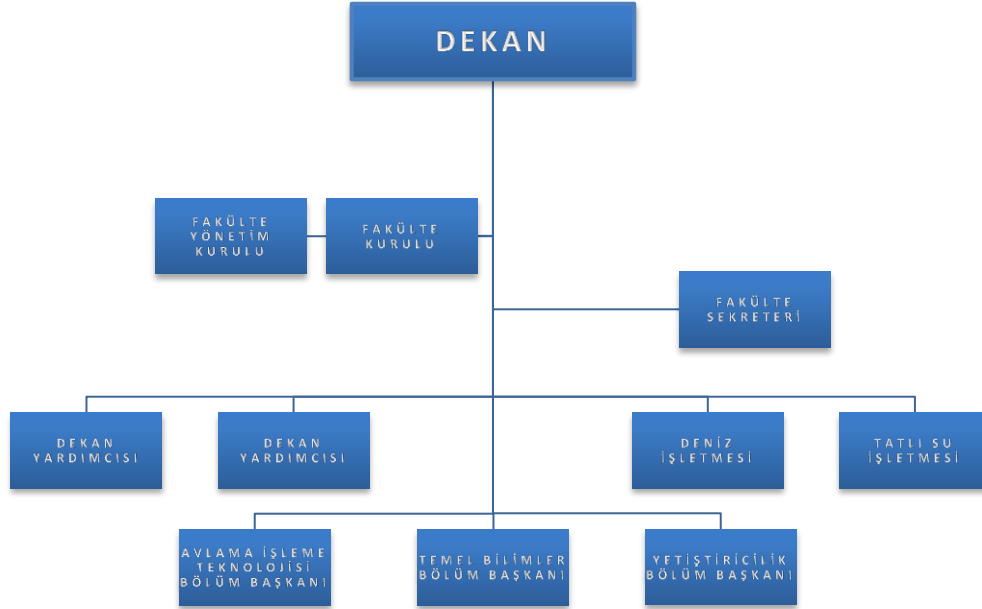 DEKAN
FAKÜLTE
YÖNETİM
KURULU
FAKÜLTE
KURULU
FAKÜLTE
SEKRETERİ
DEKAN
YARDIMCISI
DEKAN
YARDIMCISI
DENİZ
İŞLETMESİ
TATLI SU
İŞLETMESİ
AVLAMA İŞLEME
TEKNOLOJİSİ
BÖLÜM BAŞKANI
TEMEL BİLİMLER
BÖLÜM BAŞKANI
YETİŞTİRİCİLİK
BÖLÜM BAŞKANI